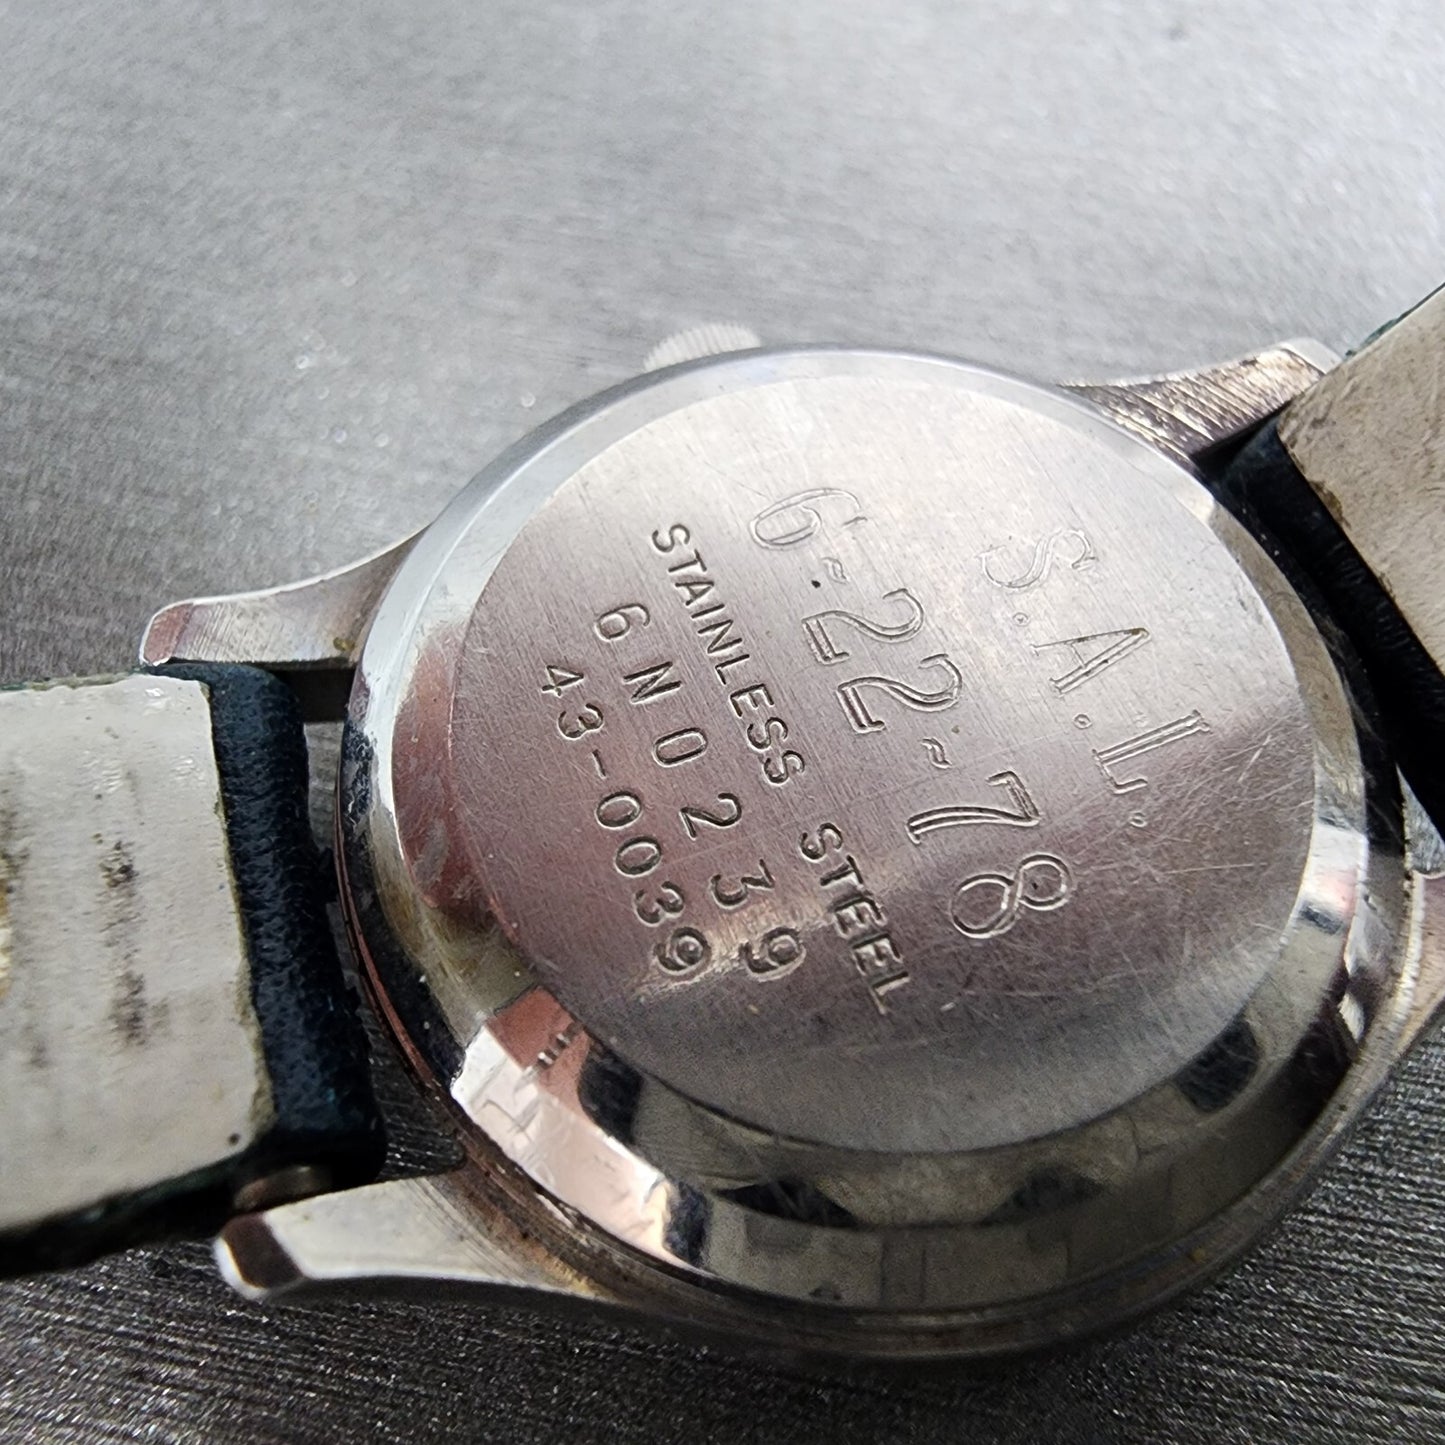 S.A.L.
6-22-78
STAINLESS STEEL
6N0239
43-0039